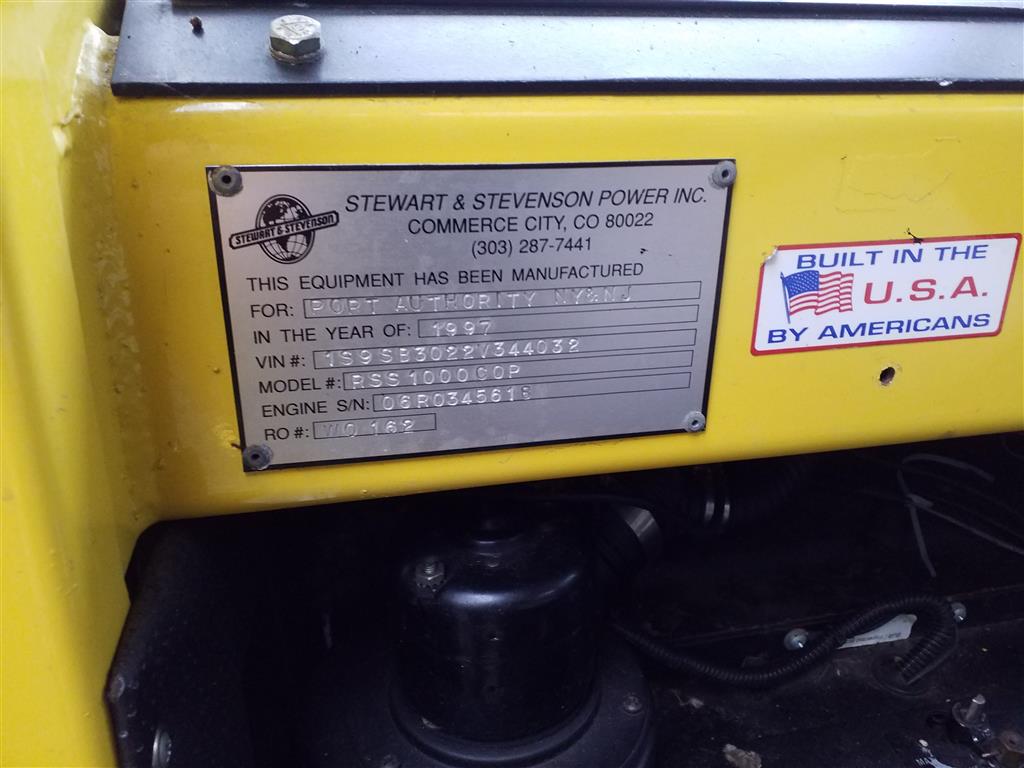 STEWART & STEVENSON
STEWART & STEVENSON POWER INC.
COMMERCE CITY, CO 80022
(303) 287-7441
THIS EQUIPMENT HAS BEEN MANUFACTURED
FOR: PORT AUTHORITY NY&NJ
IN THE YEAR OF: 1997
VIN #: 1S9SB3022V344032
MODEL #: RSS1000COP
ENGINE S/N:
RO #: WO 162
BUILT IN THE
U.S.A.
BY AMERICANS